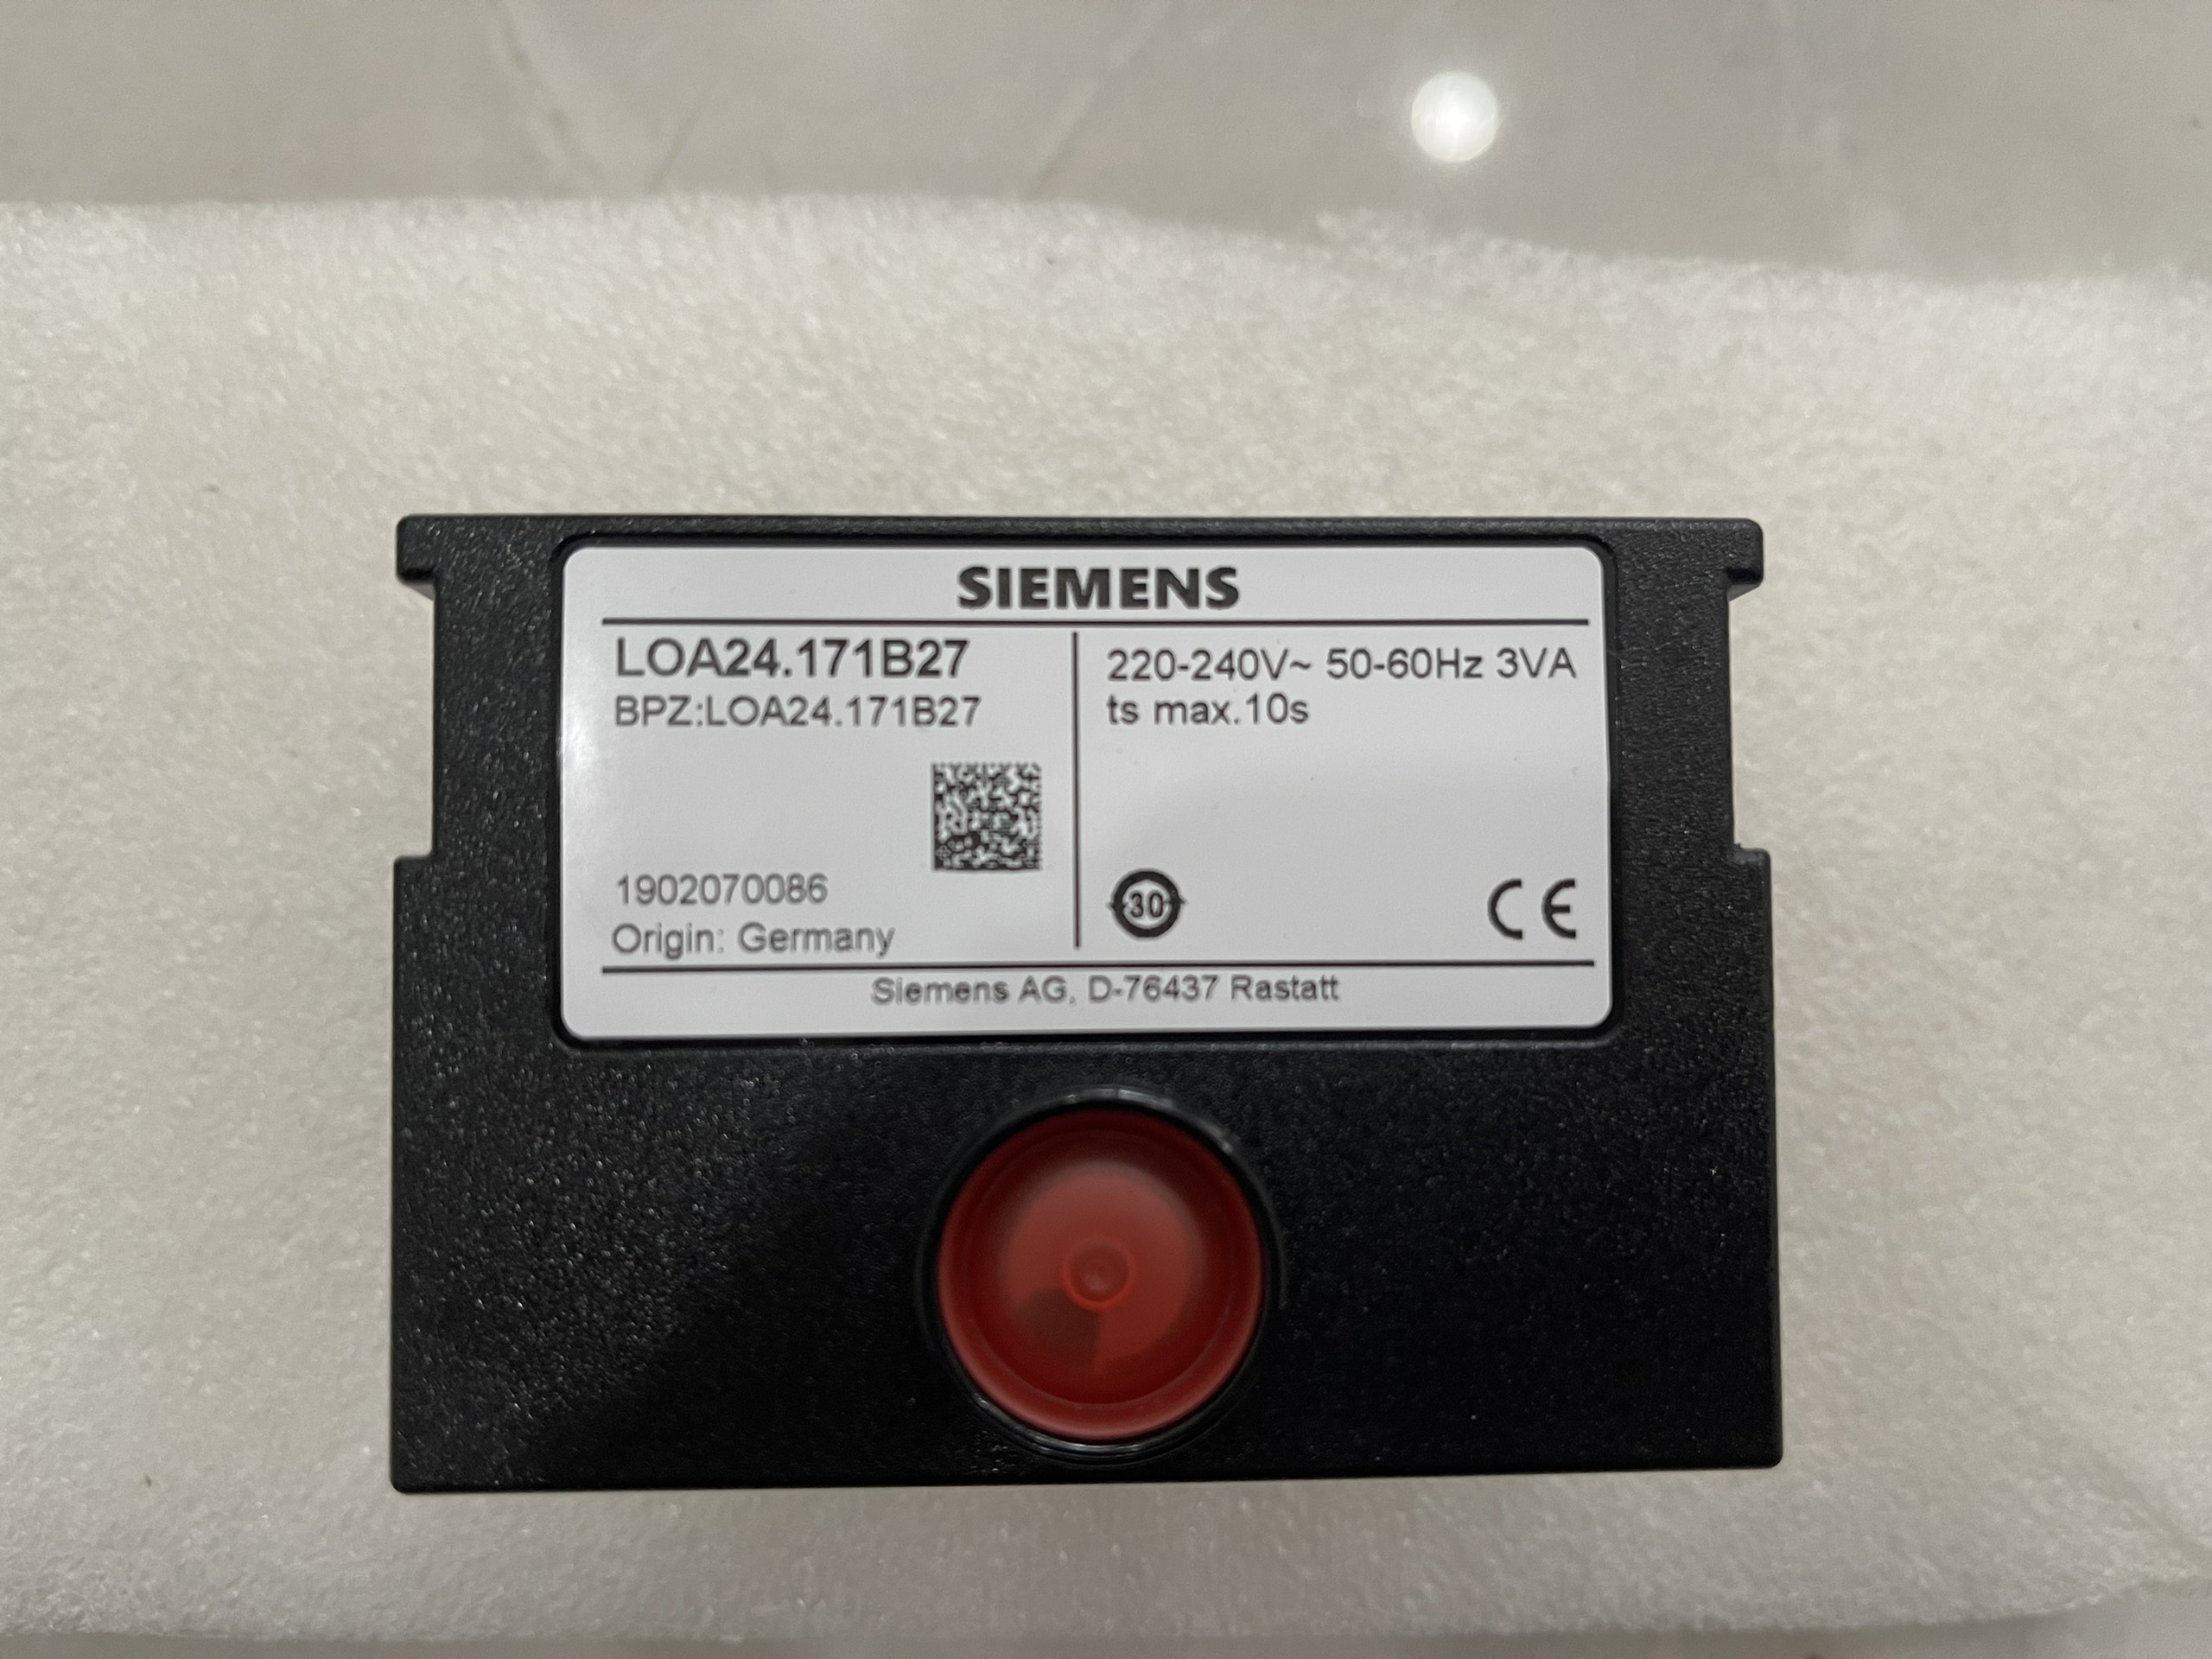 SIEMENS
LOA24.171B27
BPZ:LOA24.171B27
1902070086
Origin: Germany
220-240V~ 50-60Hz 3VA
ts max.10s
30
CE
Siemens AG, D-76437 Rastatt